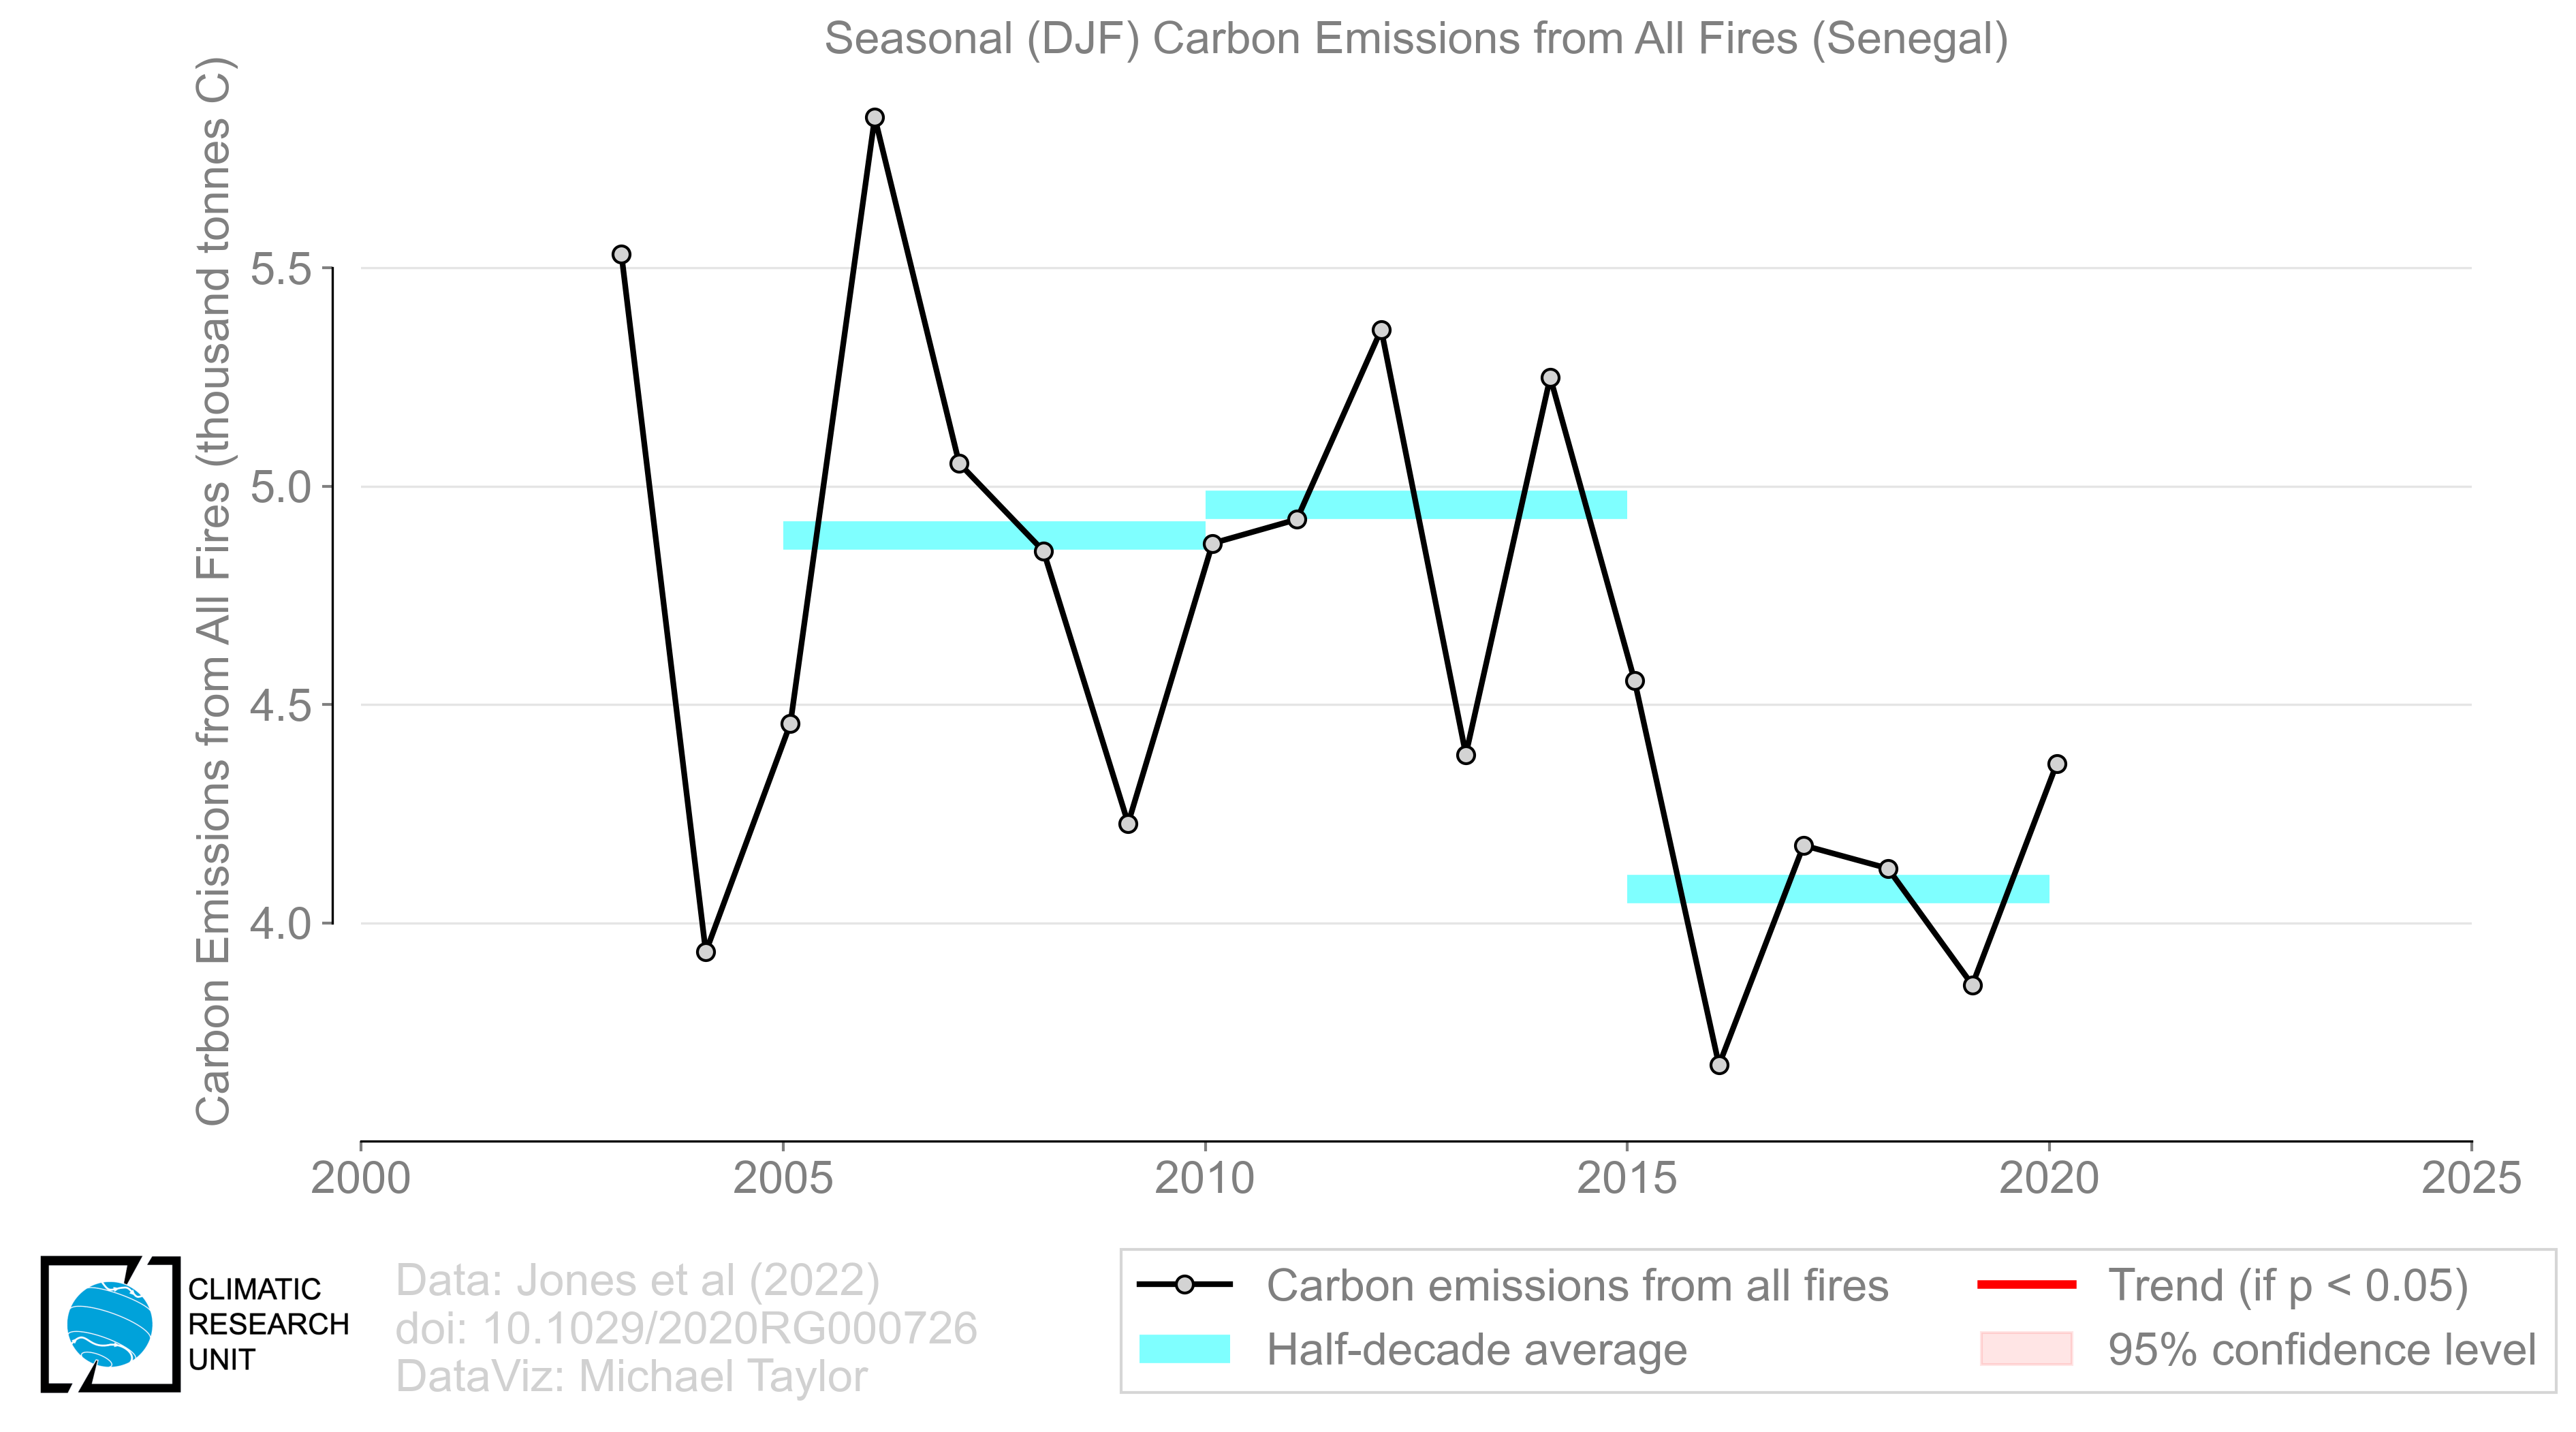 Seasonal (DJF) Carbon Emissions from All Fires (Senegal)
Carbon Emissions from All Fires (thousand tonnes C)
5.5
5.0
4.5
4.0
2000
2005
2010
2015
2020
2025
CLIMATIC
RESEARCH
UNIT
Data: Jones et al (2022)
doi: 10.1029/2020RG000726
DataViz: Michael Taylor
Carbon emissions from all fires
Half-decade average
Trend (if p < 0.05)
95% confidence level